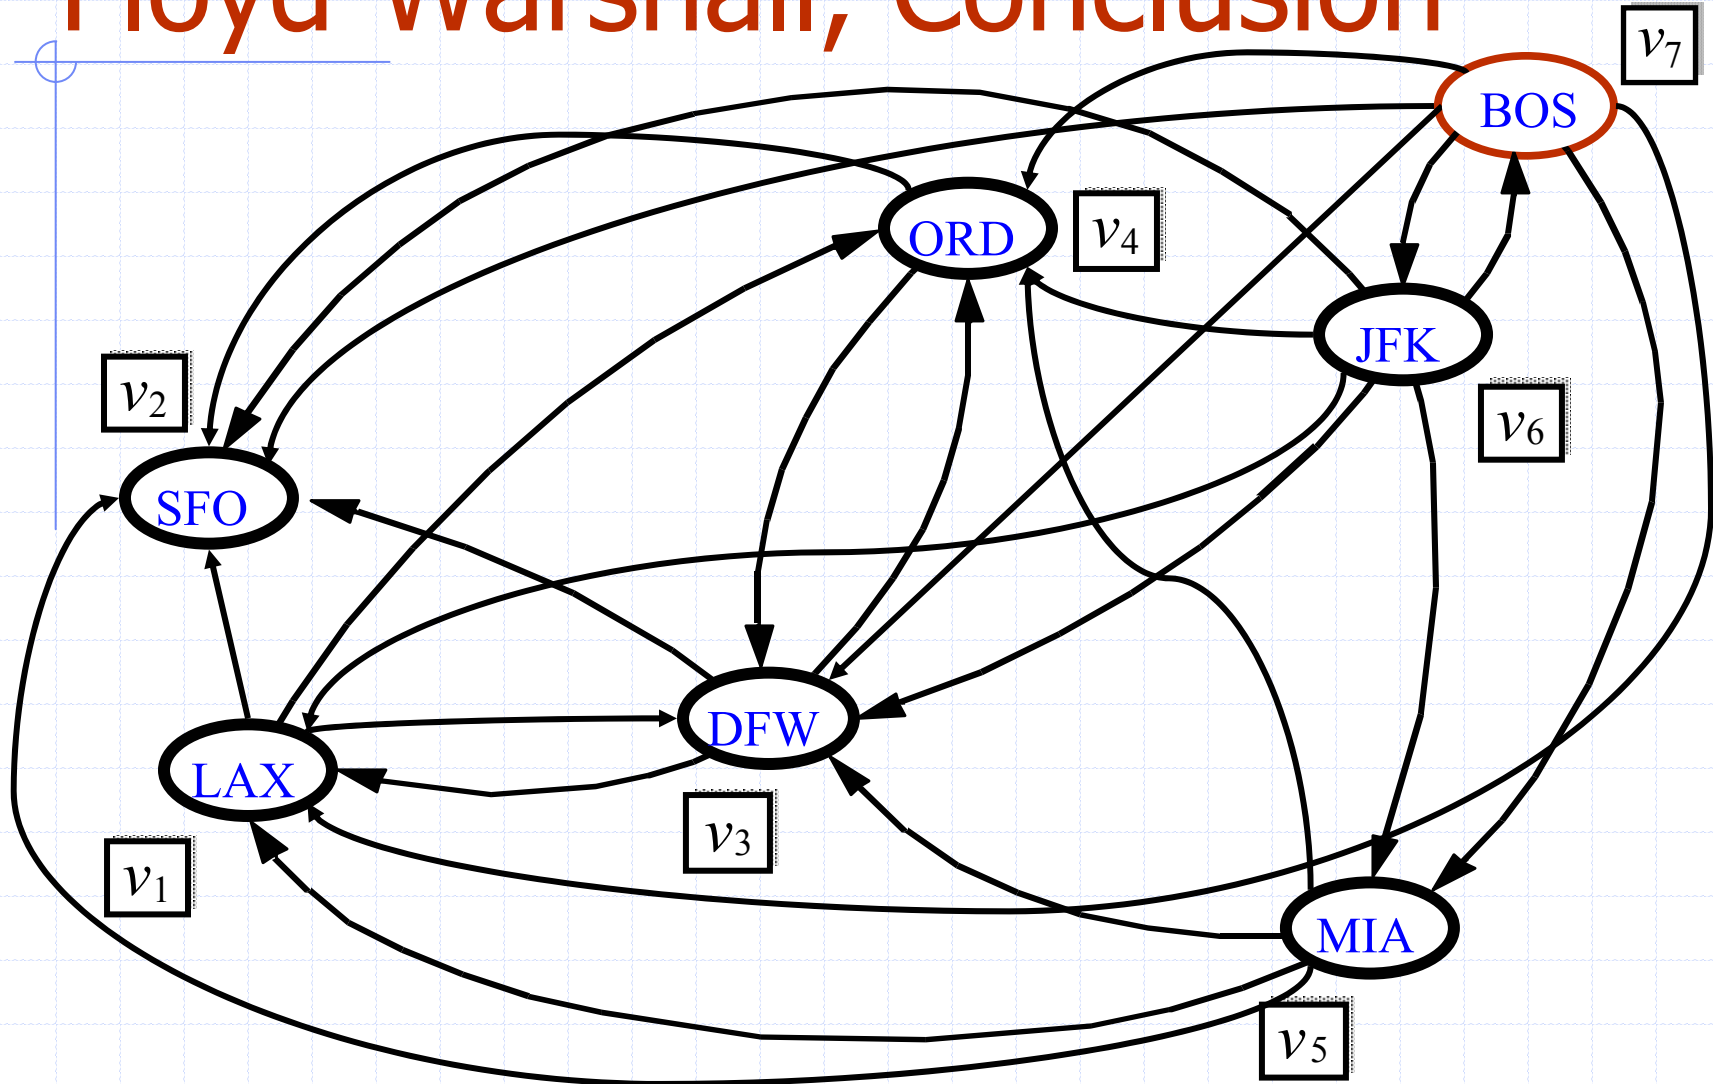 Floyd-Warshall, Conclusion
v7
BOS
ORD
v4
JFK
v2
v6
SFO
DFW
LAX
v3
v1
MIA
v5